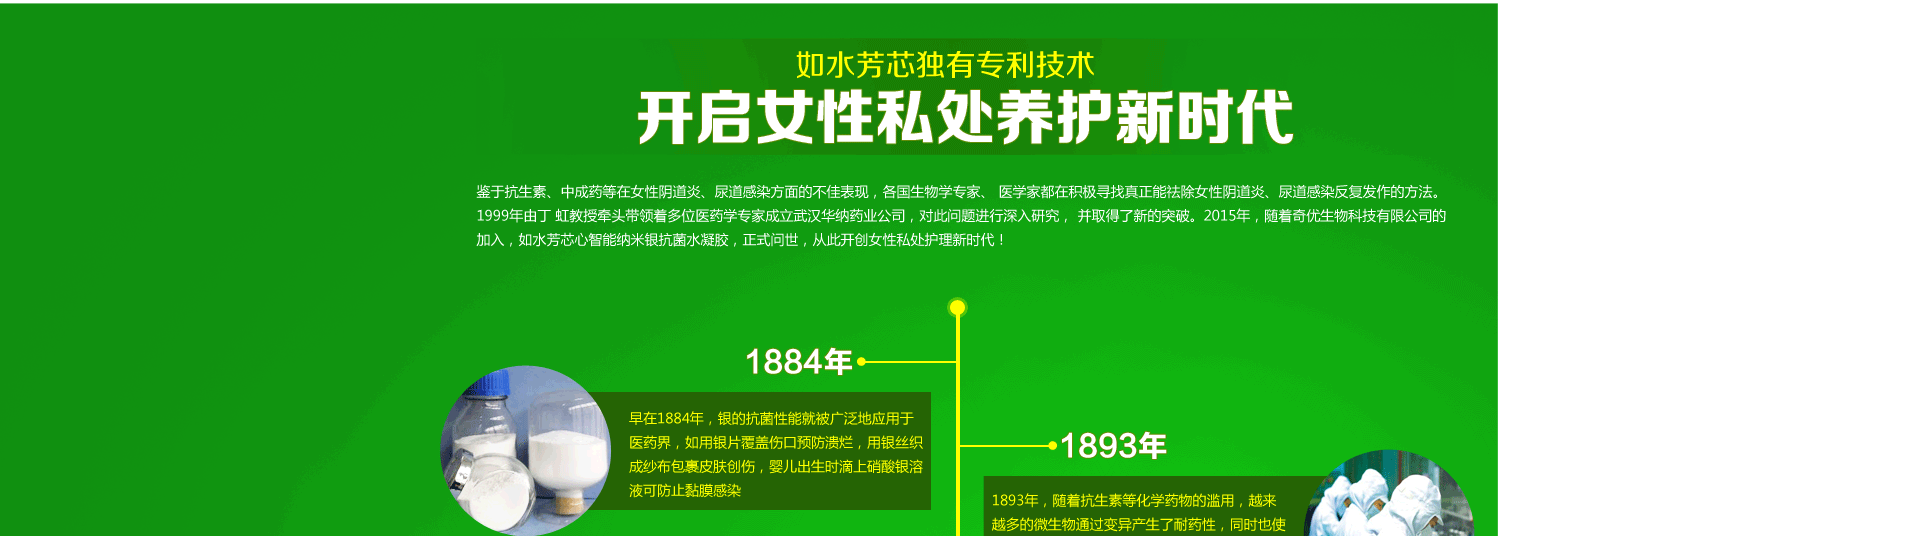 如水芳芯独有专利技术
开启女性私处养护新时代
鉴于抗生素、中成药等在女性阴道炎、尿道感染方面的不佳表现，各国生物学专家、 医学家都在积极寻找真正能祛除女性阴道炎、尿道感染反复发作的方法。
1999年由丁 虹教授牵头带领着多位医药学专家成立武汉华纳药业公司，对此问题进行深入研究， 并取得了新的突破。2015年，随着奇优生物科技有限公司的
加入，如水芳芯心智能纳米银抗菌水凝胶，正式问世，从此开创女性私处护理新时代！
1884年
早在1884年，银的抗菌性能就被广泛地应用于
医药界，如用银片覆盖伤口预防溃烂，用银丝织
成纱布包裹皮肤创伤，婴儿出生时滴上硝酸银溶
液可防止黏膜感染
1893年
1893年，随着抗生素等化学药物的滥用，越来
越多的微生物通过变异产生了耐药性，同时也使